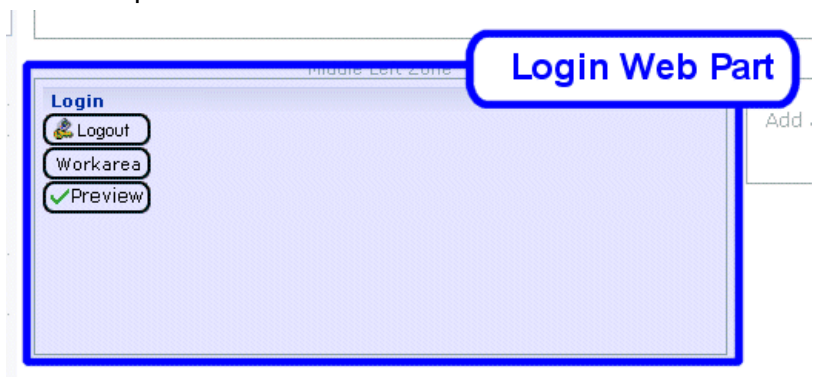 Middle Left Zone
Login Web Part
Login
Logout
Workarea
Preview
Add